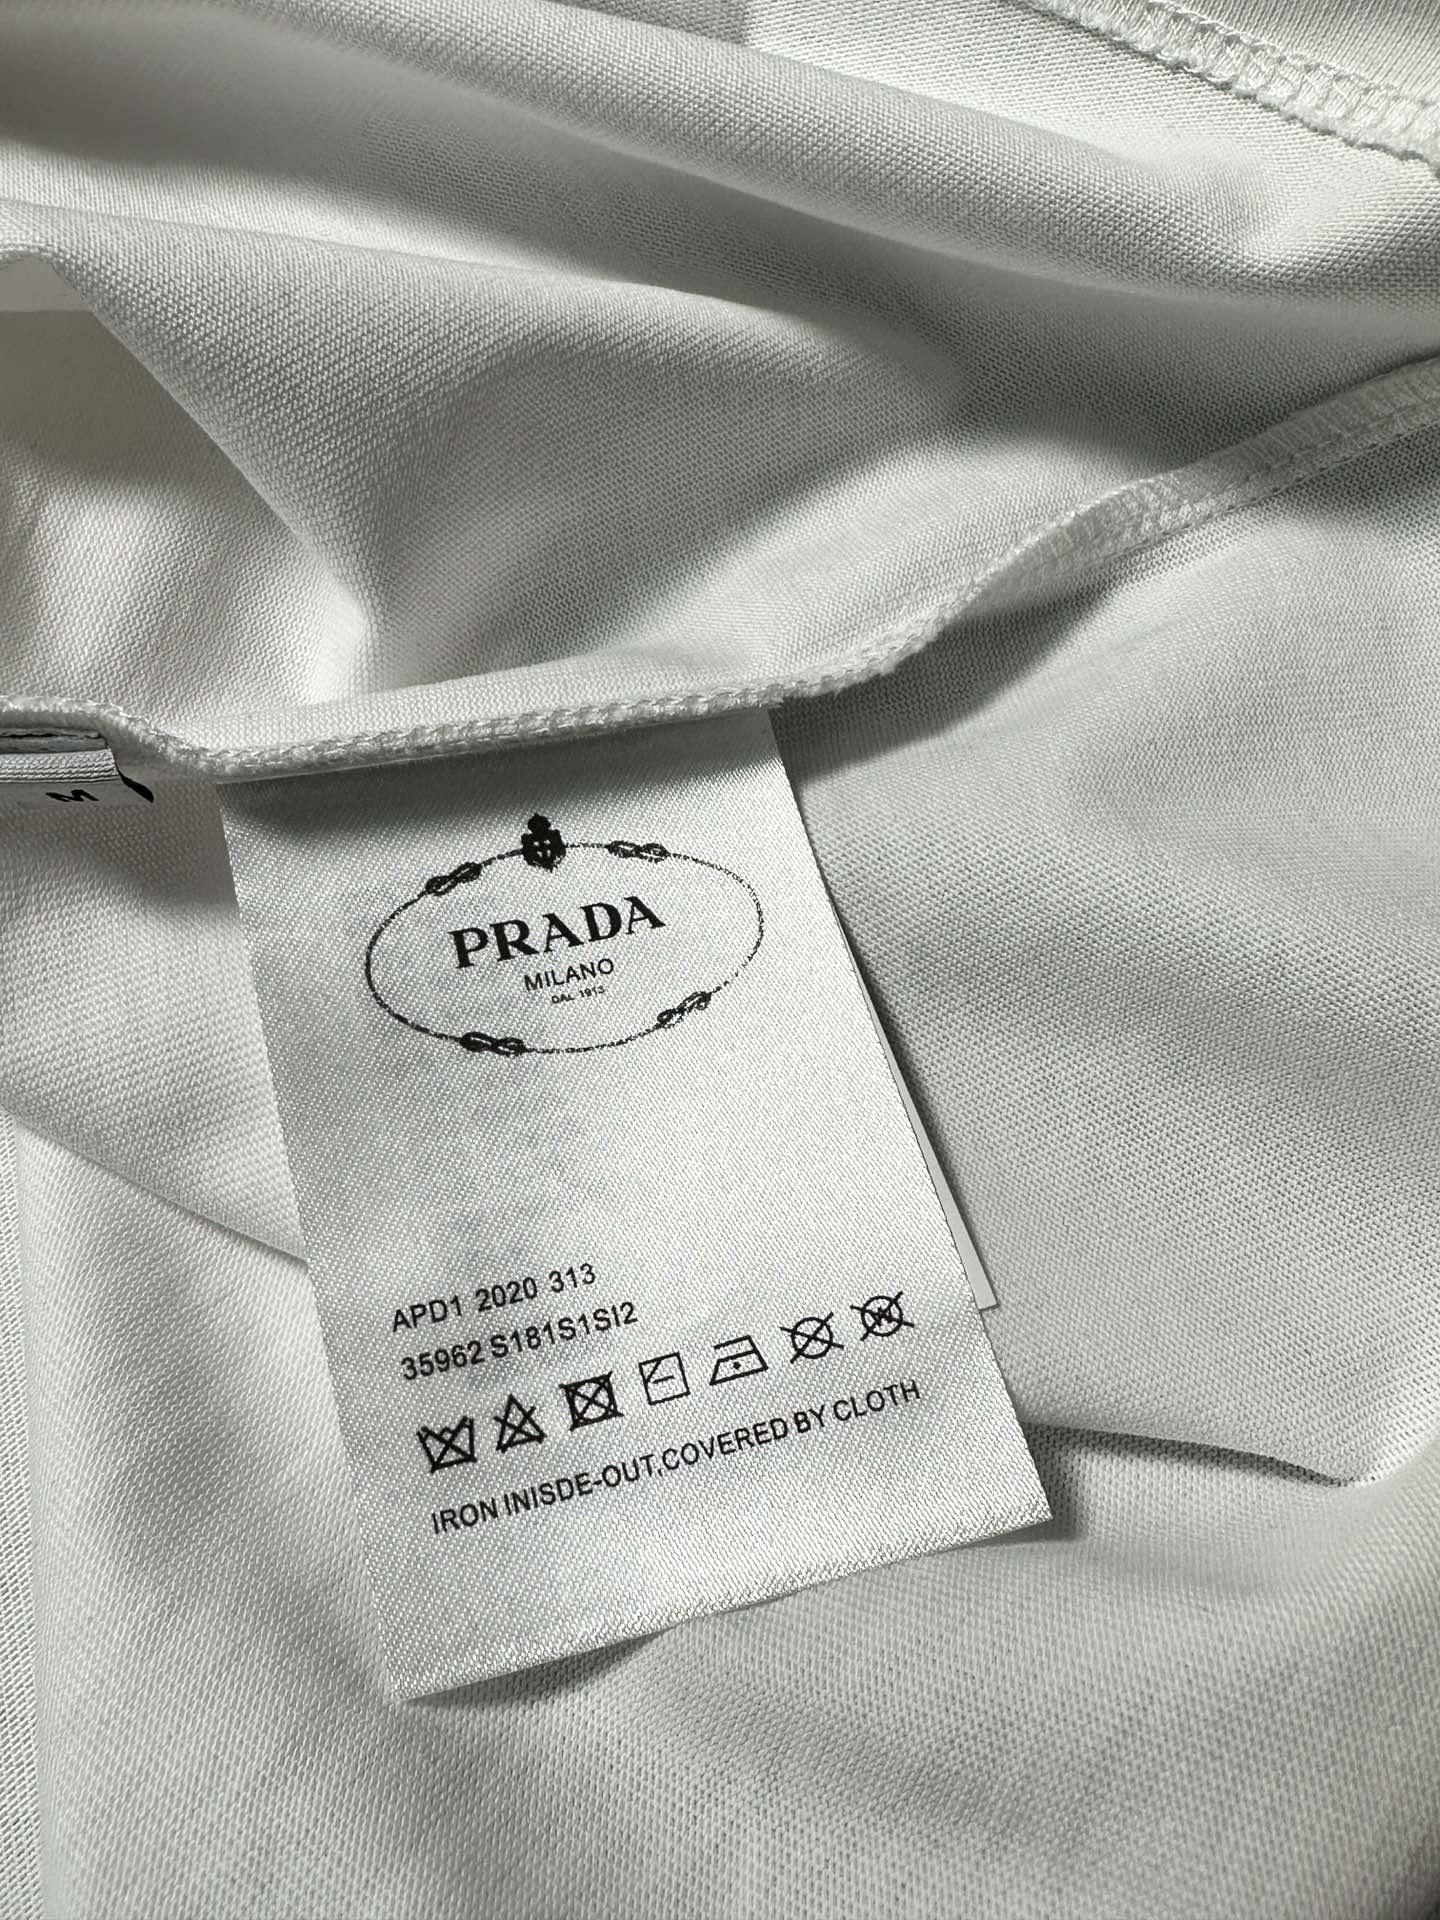 M
PRADA
MILANO
DAL 1913
APD1 2020 313
35962 S181S1SI2
IRON INISDE-OUT,COVERED BY CLOTH